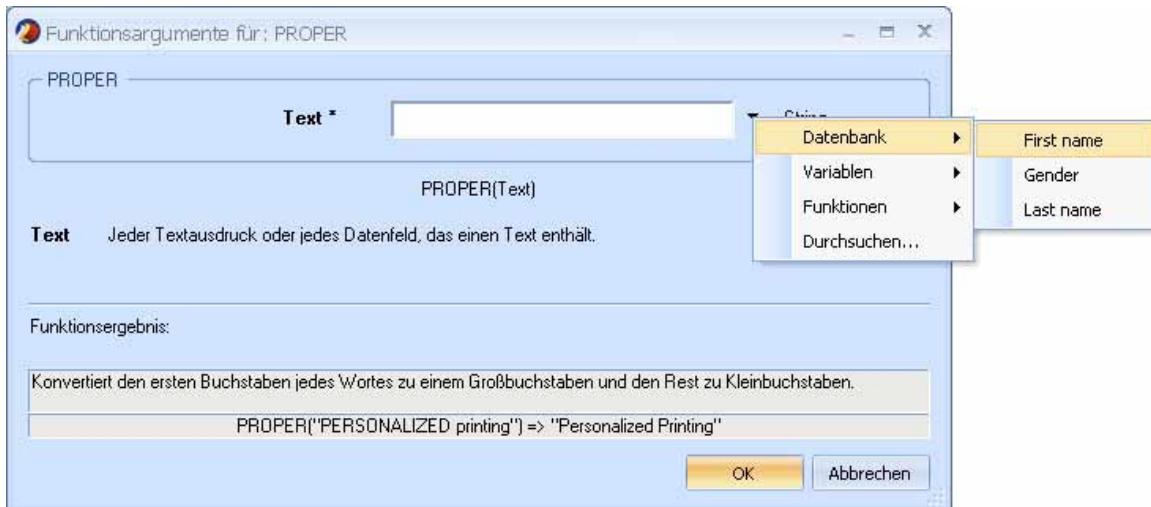 Funktionsargumente für: PROPER
PROPER
Text *
String
Datenbank
Variablen
Funktionen
Durchsuchen...
First name
Gender
Last name
PROPER(Text)
Text Jeder Textausdruck oder jedes Datenfeld, das einen Text enthält.
Funktionsergebnis:
Konvertiert den ersten Buchstaben jedes Wortes zu einem Großbuchstaben und den Rest zu Kleinbuchstaben.
PROPER("PERSONALIZED printing") => "Personalized Printing"
OK Abbrechen